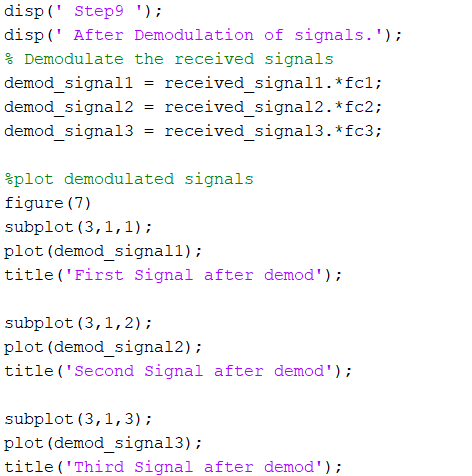 disp(' Step9 ');
disp(' After Demodulation of signals.');
% Demodulate the received signals
demod_signal1 = received_signal1.*fc1;
demod_signal2 = received_signal2.*fc2;
demod_signal3 = received_signal3.*fc3;
%plot demodulated signals
figure(7)
subplot(3,1,1);
plot(demod_signal1);
title('First Signal after demod');
subplot(3,1,2);
plot(demod_signal2);
title('Second Signal after demod');
subplot(3,1,3);
plot(demod_signal3);
title('Third Signal after demod');